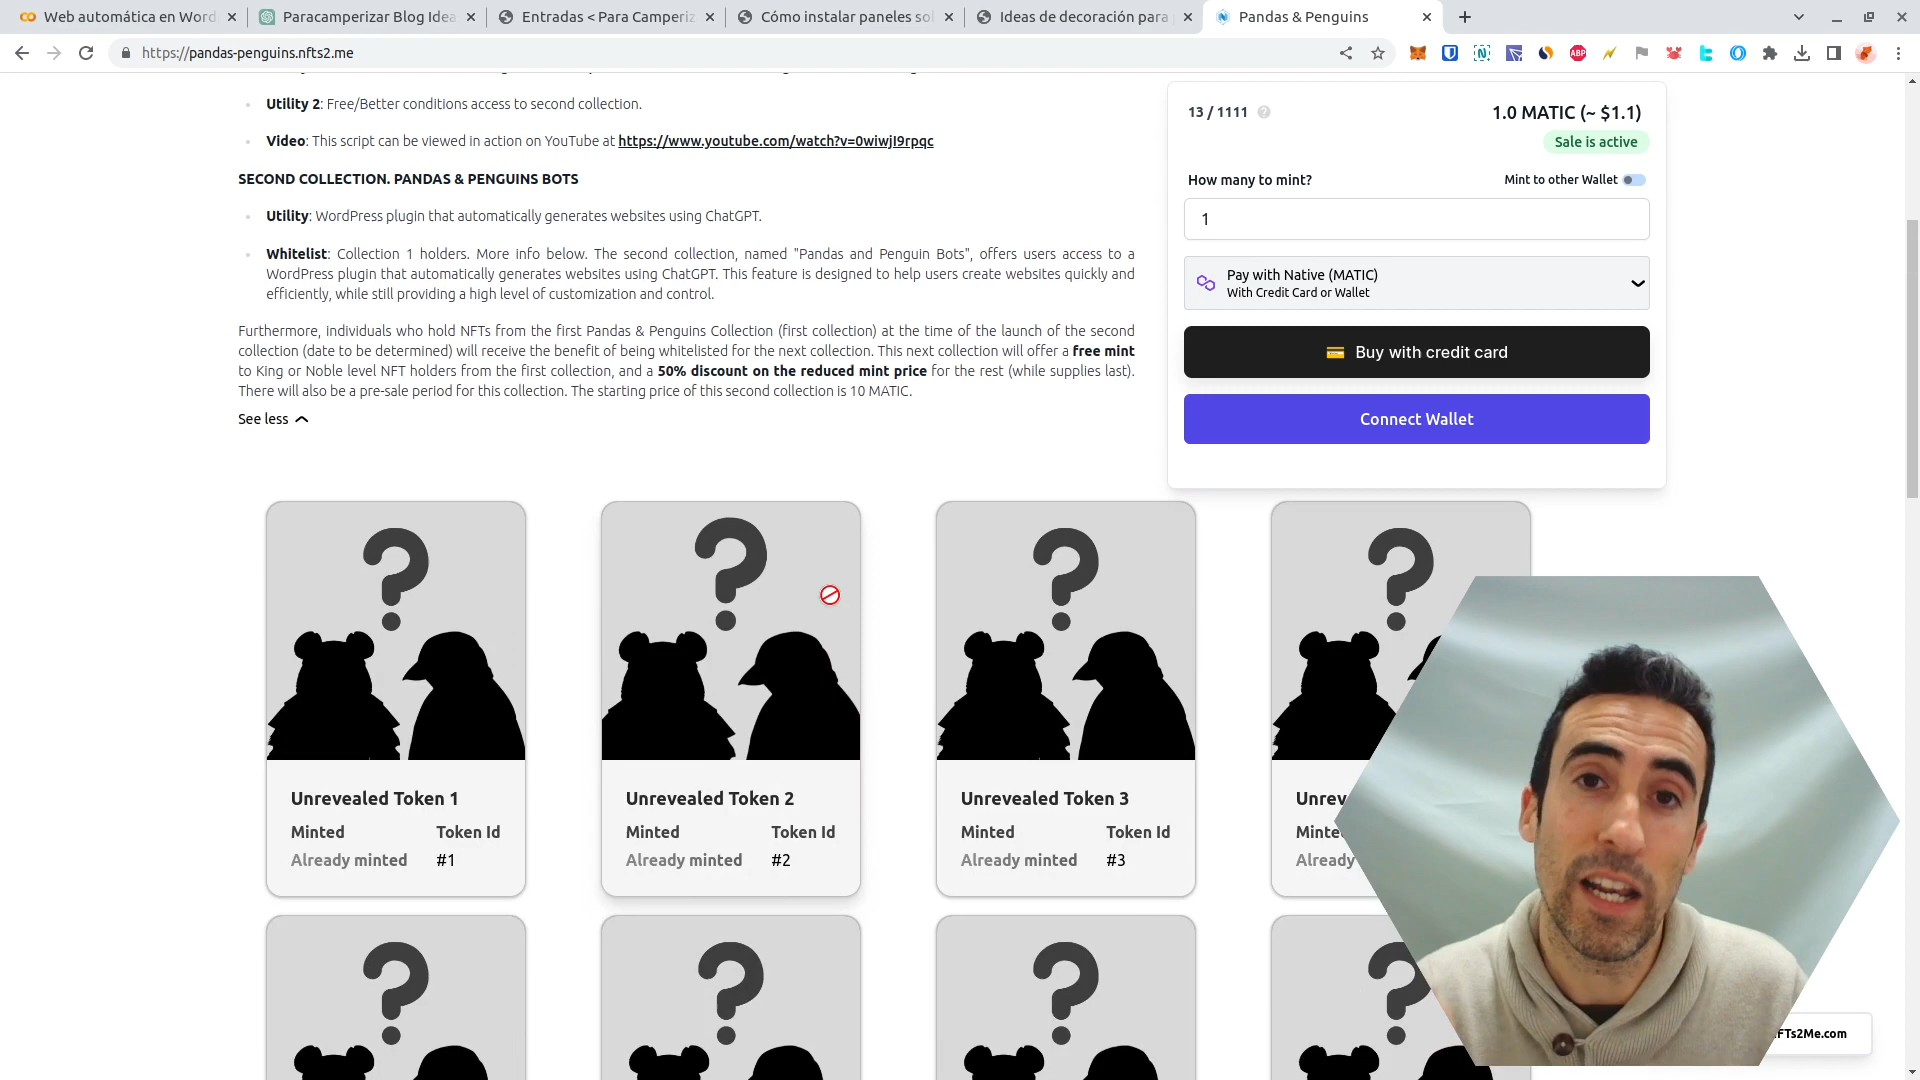 Web automática en Word
Paracamperizar Blog Idea
Entradas < Para Camperiz
Cómo instalar paneles sol
Ideas de decoración para
Pandas & Penguins
https://pandas-penguins.nfts2.me
ABP
Utility 2: Free/Better conditions access to second collection.
Video: This script can be viewed in action on YouTube at https://www.youtube.com/watch?v=0wiwjI9rpqc
SECOND COLLECTION. PANDAS & PENGUINS BOTS
Utility: WordPress plugin that automatically generates websites using ChatGPT.
Whitelist: Collection 1 holders. More info below. The second collection, named "Pandas and Penguin Bots", offers users access to a
WordPress plugin that automatically generates websites using ChatGPT. This feature is designed to help users create websites quickly and
efficiently, while still providing a high level of customization and control.
Furthermore, individuals who hold NFTs from the first Pandas & Penguins Collection (first collection) at the time of the launch of the second
collection (date to be determined) will receive the benefit of being whitelisted for the next collection. This next collection will offer a free mint
to King or Noble level NFT holders from the first collection, and a 50% discount on the reduced mint price for the rest (while supplies last).
There will also be a pre-sale period for this collection. The starting price of this second collection is 10 MATIC.
See less
13 / 1111 ?
1.0 MATIC (~ $1.1)
Sale is active
How many to mint?
Mint to other Wallet
1
Pay with Native (MATIC)
With Credit Card or Wallet
Buy with credit card
Connect Wallet
? ? ? ?
Unrevealed Token 1
Minted Token Id
Already minted #1
Unrevealed Token 2
Minted Token Id
Already minted #2
Unrevealed Token 3
Minted Token Id
Already minted #3
Unrev
Minte
Already
? ? ? ?
FTs2Me.com